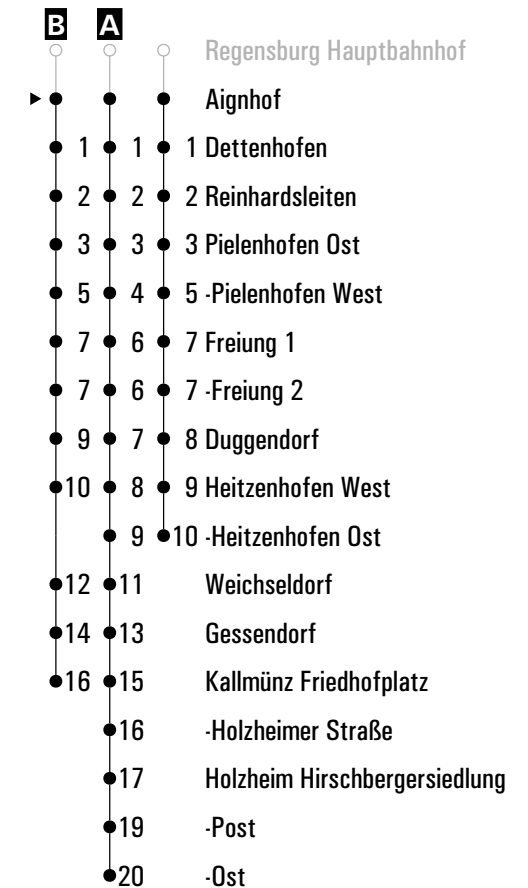 B A
Regensburg Hauptbahnhof
Aignhof
1 1 1 Dettenhofen
2 2 2 Reinhardsleiten
3 3 3 Pielenhofen Ost
5 4 5 -Pielenhofen West
7 6 7 Freiung 1
7 6 7 -Freiung 2
9 7 8 Duggendorf
10 8 9 Heitzenhofen West
9 10 -Heitzenhofen Ost
12 11 Weichseldorf
14 13 Gessendorf
16 15 Kallmünz Friedhofplatz
16 -Holzheimer Straße
17 Holzheim Hirschbergersiedlung
19 -Post
20 -Ost